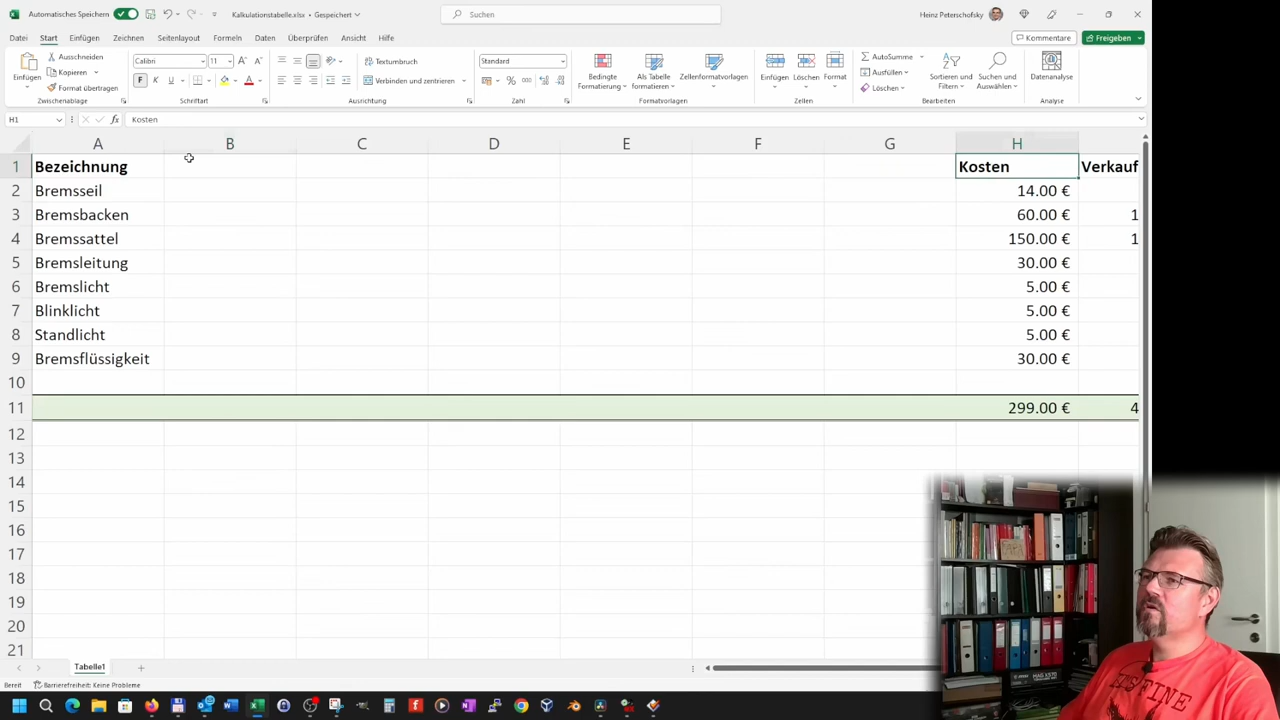 Automatisches Speichern
Kalkulationstabelle.xlsx • Gespeichert
Suchen
Heinz Peterschofsky
Datei Start Einfügen Zeichnen Seitenlayout Formeln Daten Überprüfen Ansicht Hilfe
Kommentare
Freigeben
Einfügen
Ausschneiden
Kopieren
Format übertragen
Zwischenablage
Calibri
11
F K U
Schriftart
Textumbruch
Verbinden und zentrieren
Ausrichtung
Standard
Zahl
Bedingte Formatierung
Als Tabelle formatieren
Zellenformatvorlagen
Formatvorlagen
Einfügen
Löschen
Format
Zellen
AutoSumme
Ausfüllen
Löschen
Sortieren und Filtern
Suchen und Auswählen
Bearbeiten
Datenanalyse
Analyse
H1
fx
Kosten
A B C D E F G H
1 Bezeichnung Kosten Verkauf
2 Bremsseil 14.00 €
3 Bremsbacken 60.00 € 1
4 Bremssattel 150.00 € 1
5 Bremsleitung 30.00 €
6 Bremslicht 5.00 €
7 Blinklicht 5.00 €
8 Standlicht 5.00 €
9 Bremsflüssigkeit 30.00 €
10
11 299.00 € 4
12
13
14
15
16
17
18
19
20
21
Tabelle1
Bereit
Barrierefreiheit: Keine Probleme